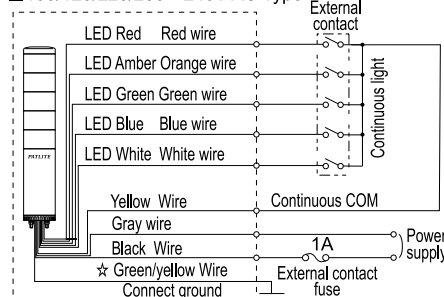 External
contact
LED Red Red wire
LED Amber Orange wire
LED Green Green wire
LED Blue Blue wire
LED White White wire
Continuous light
PATLITE
Yellow Wire Continuous COM
Gray wire
Black Wire 1A
Power
supply
☆ Green/yellow Wire
Connect ground
External contact
fuse